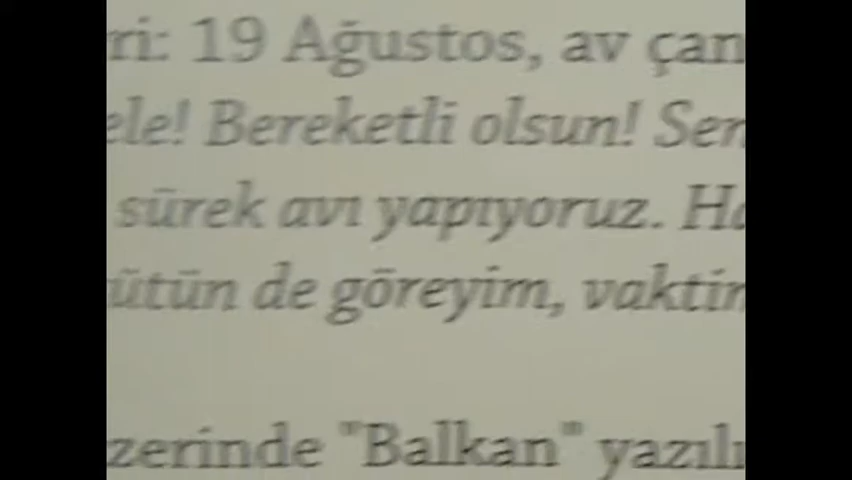 ri: 19 Ağustos, av çan
ele! Bereketli olsun! Sen
sürek avı yapıyoruz. Ha
ütün de göreyim, vaktin
zerinde "Balkan" yazılı